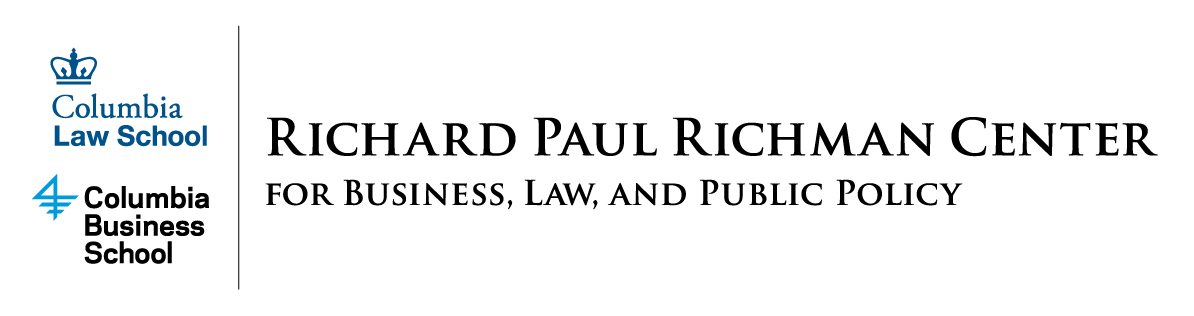 Columbia
Law School
Columbia
Business
School
RICHARD PAUL RICHMAN CENTER
FOR BUSINESS, LAW, AND PUBLIC POLICY